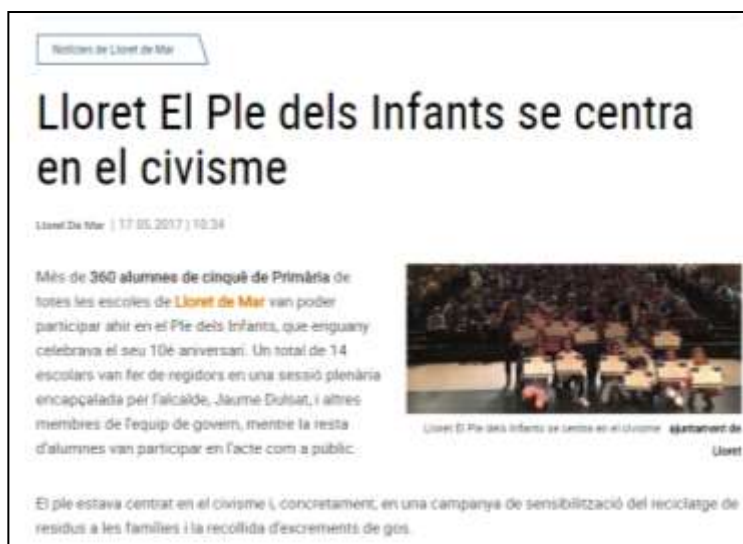 Notícies de Lloret de Mar
Lloret El Ple dels Infants se centra
en el civisme
Lloret De Mar | 17.05.2017 | 10:34
Més de 360 alumnes de cinquè de Primària de
totes les escoles de Lloret de Mar van poder
participar ahir en el Ple dels Infants, que enguany
celebrava el seu 10è aniversari. Un total de 14
escolars van fer de regidors en una sessió plenària
encapçalada per l'alcalde, Jaume Dulsat, i altres
membres de l'equip de govern, mentre la resta
d'alumnes van participar en l'acte com a públic.
Lloret El Ple dels Infants se centra en el civisme ajuntament de
Lloret
El ple estava centrat en el civisme i, concretament, en una campanya de sensibilització del reciclatge de
residus a les famílies i la recollida d'excrements de gos.